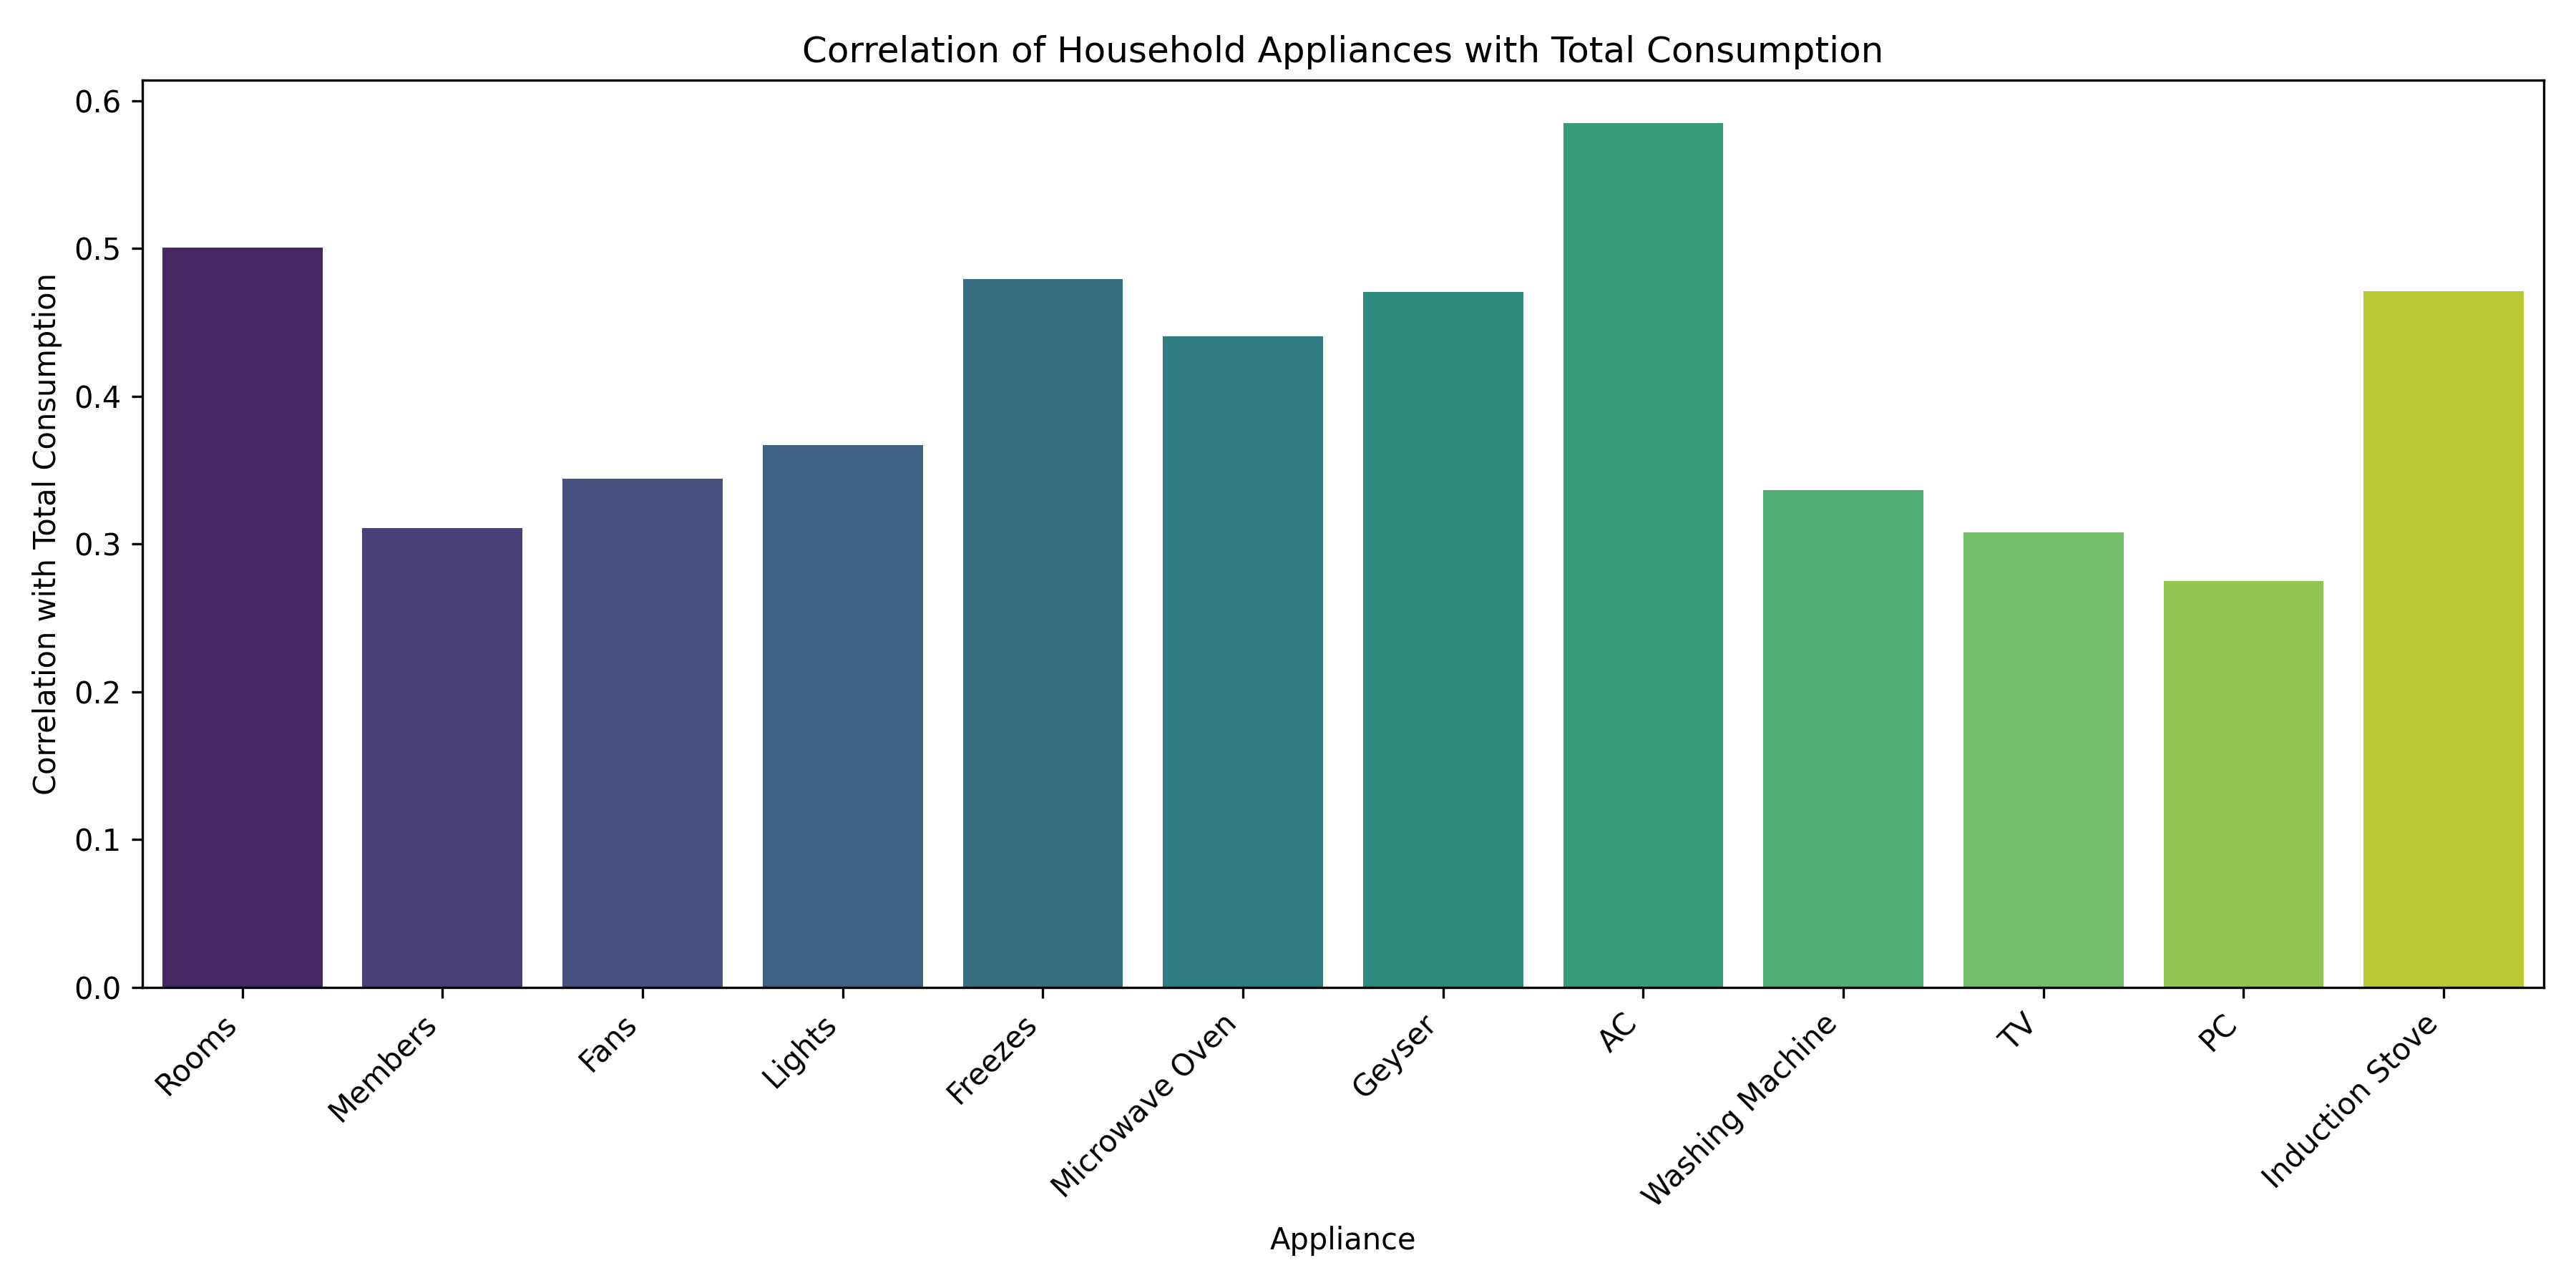 Correlation of Household Appliances with Total Consumption
Correlation with Total Consumption
0.6
0.5
0.4
0.3
0.2
0.1
0.0
Rooms
Members
Fans
Lights
Freezes
Microwave Oven
Geyser
AC
Washing Machine
TV
PC
Induction Stove
Appliance